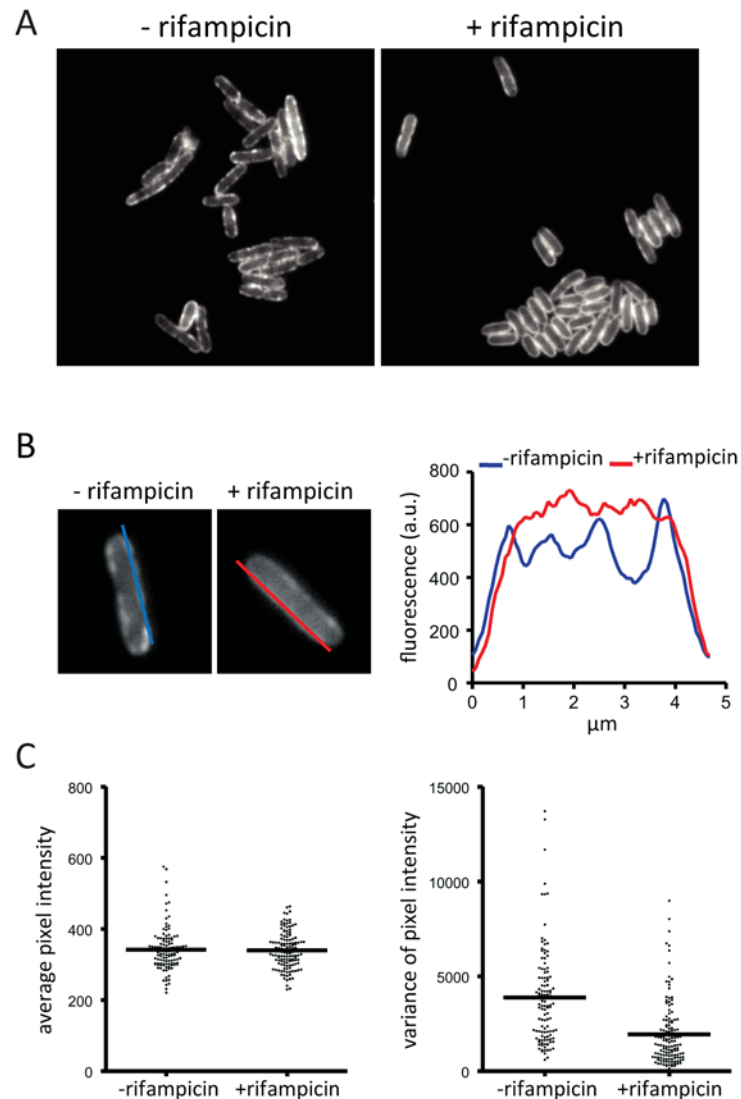 A
- rifampicin
+ rifampicin
B
- rifampicin
+ rifampicin
-rifampicin
+rifampicin
fluorescence (a.u.)
800
600
400
200
0
0
1
2
3
4
5
µm
C
average pixel intensity
800
600
400
200
0
-rifampicin
+rifampicin
variance of pixel intensity
15000
10000
5000
0
-rifampicin
+rifampicin